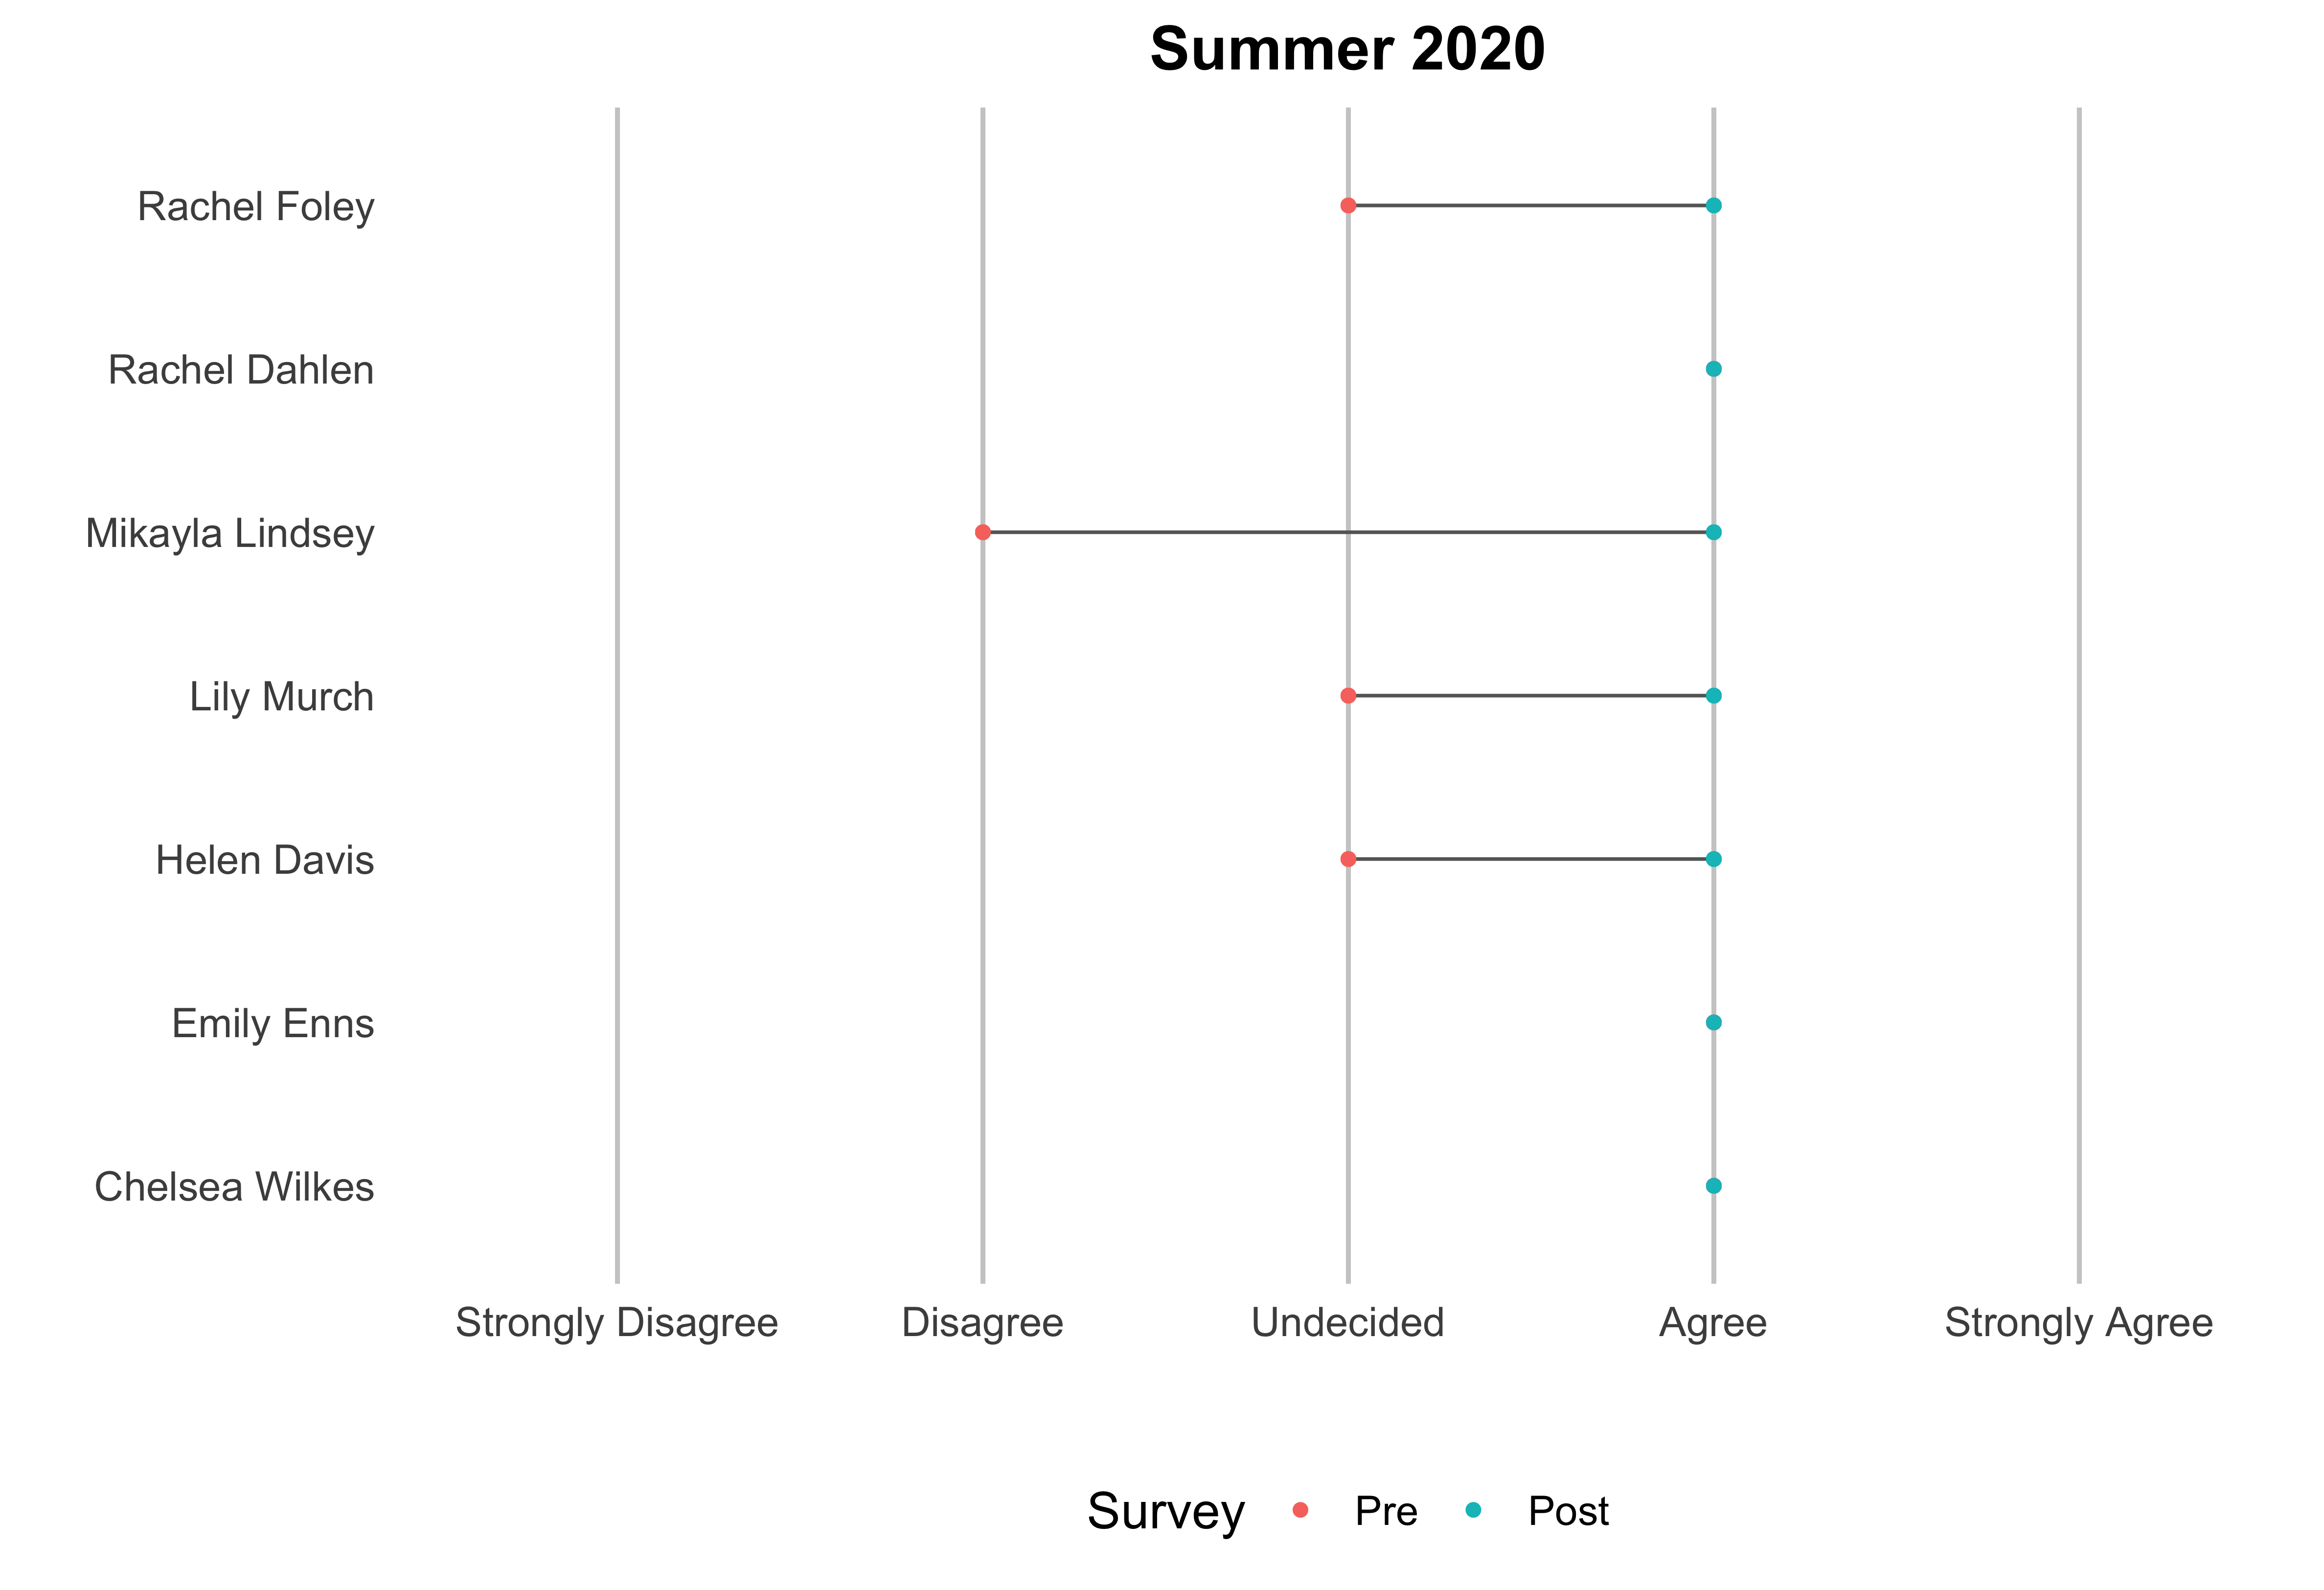 Summer 2020
Rachel Foley
Rachel Dahlen
Mikayla Lindsey
Lily Murch
Helen Davis
Emily Enns
Chelsea Wilkes
Strongly Disagree Disagree Undecided Agree Strongly Agree
Survey Pre Post